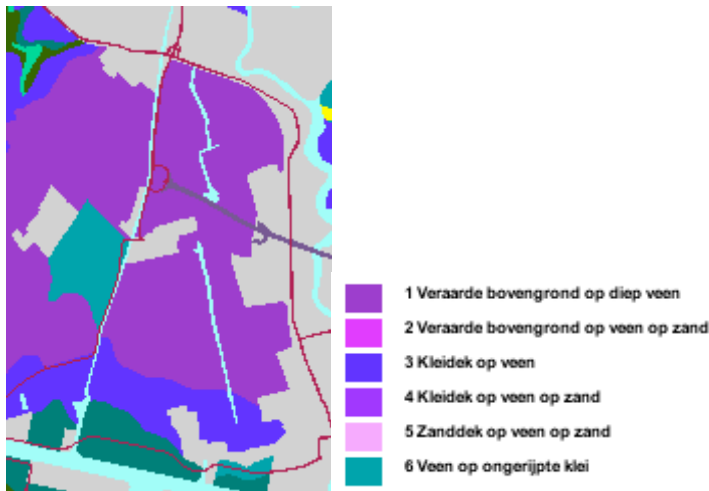 1 Veraarde bovengrond op diep veen
2 Veraarde bovengrond op veen op zand
3 Kleidek op veen
4 Kleidek op veen op zand
5 Zanddek op veen op zand
6 Veen op ongerijpte klei